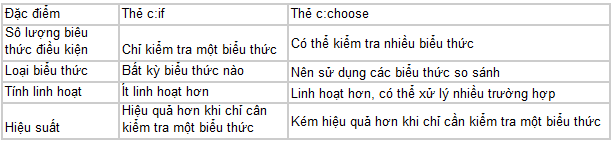 Đặc điểm Thẻ c:if Thẻ c:choose
Số lượng biểu
thức điều kiện Chỉ kiểm tra một biểu thức Có thể kiểm tra nhiều biểu thức
Loại biểu thức Bất kỳ biểu thức nào Nên sử dụng các biểu thức so sánh
Tính linh hoạt Ít linh hoạt hơn Linh hoạt hơn, có thể xử lý nhiều trường hợp
Hiệu suất Hiệu quả hơn khi chỉ cần
kiểm tra một biểu thức Kém hiệu quả hơn khi chỉ cần kiểm tra một biểu thức